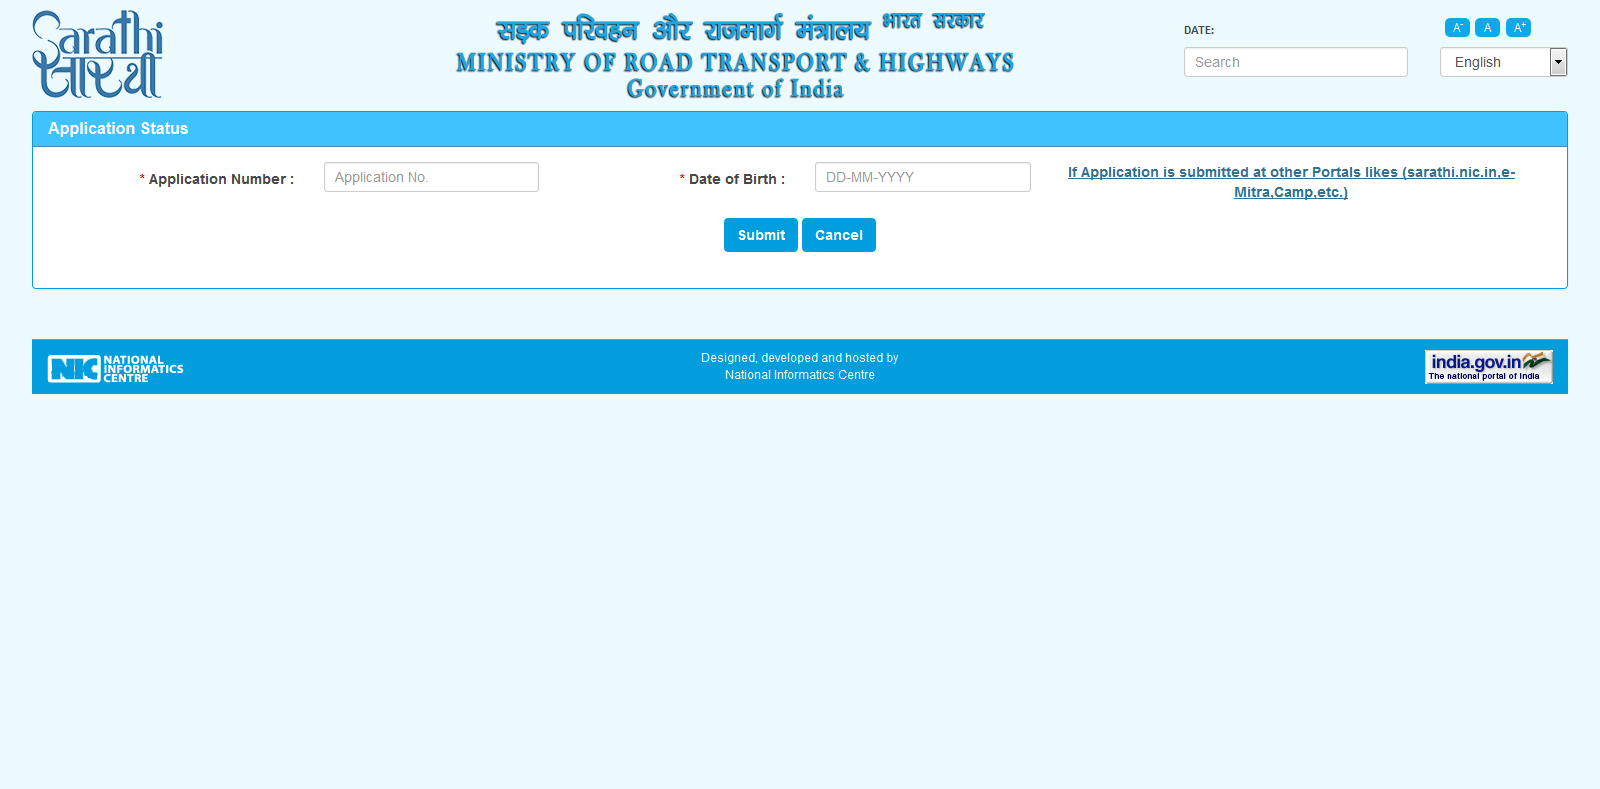 Sarathi
सारथी
सड़क परिवहन और राजमार्ग मंत्रालय भारत सरकार
MINISTRY OF ROAD TRANSPORT & HIGHWAYS
Government of India
DATE:
A- A A+
Search
English
Application Status
* Application Number :
Application No.
* Date of Birth :
DD-MM-YYYY
If Application is submitted at other Portals likes (sarathi.nic.in,e-
Mitra,Camp,etc.)
Submit Cancel
NIC
NATIONAL
INFORMATICS
CENTRE
Designed, developed and hosted by
National Informatics Centre
india.gov.in
The national portal of India